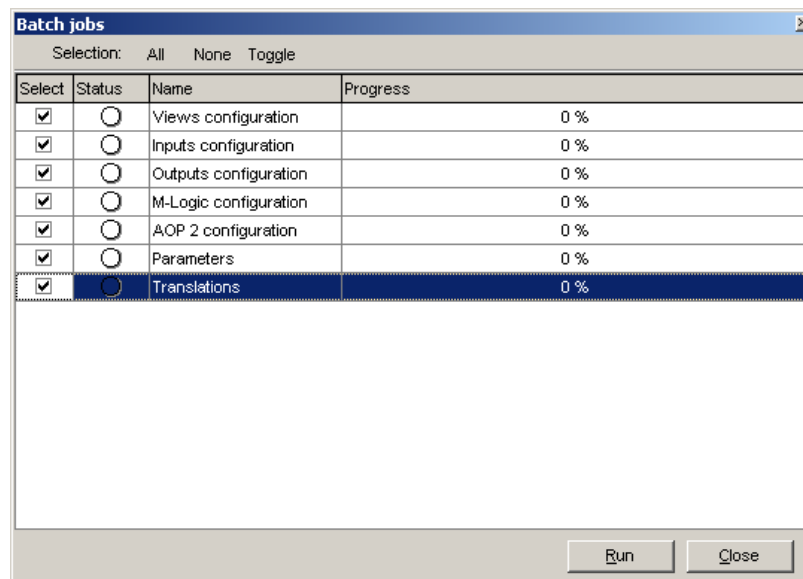 Batch jobs
Selection: All None Toggle
Select Status Name Progress
Views configuration 0 %
Inputs configuration 0 %
Outputs configuration 0 %
M-Logic configuration 0 %
AOP 2 configuration 0 %
Parameters 0 %
Translations 0 %
Run Close